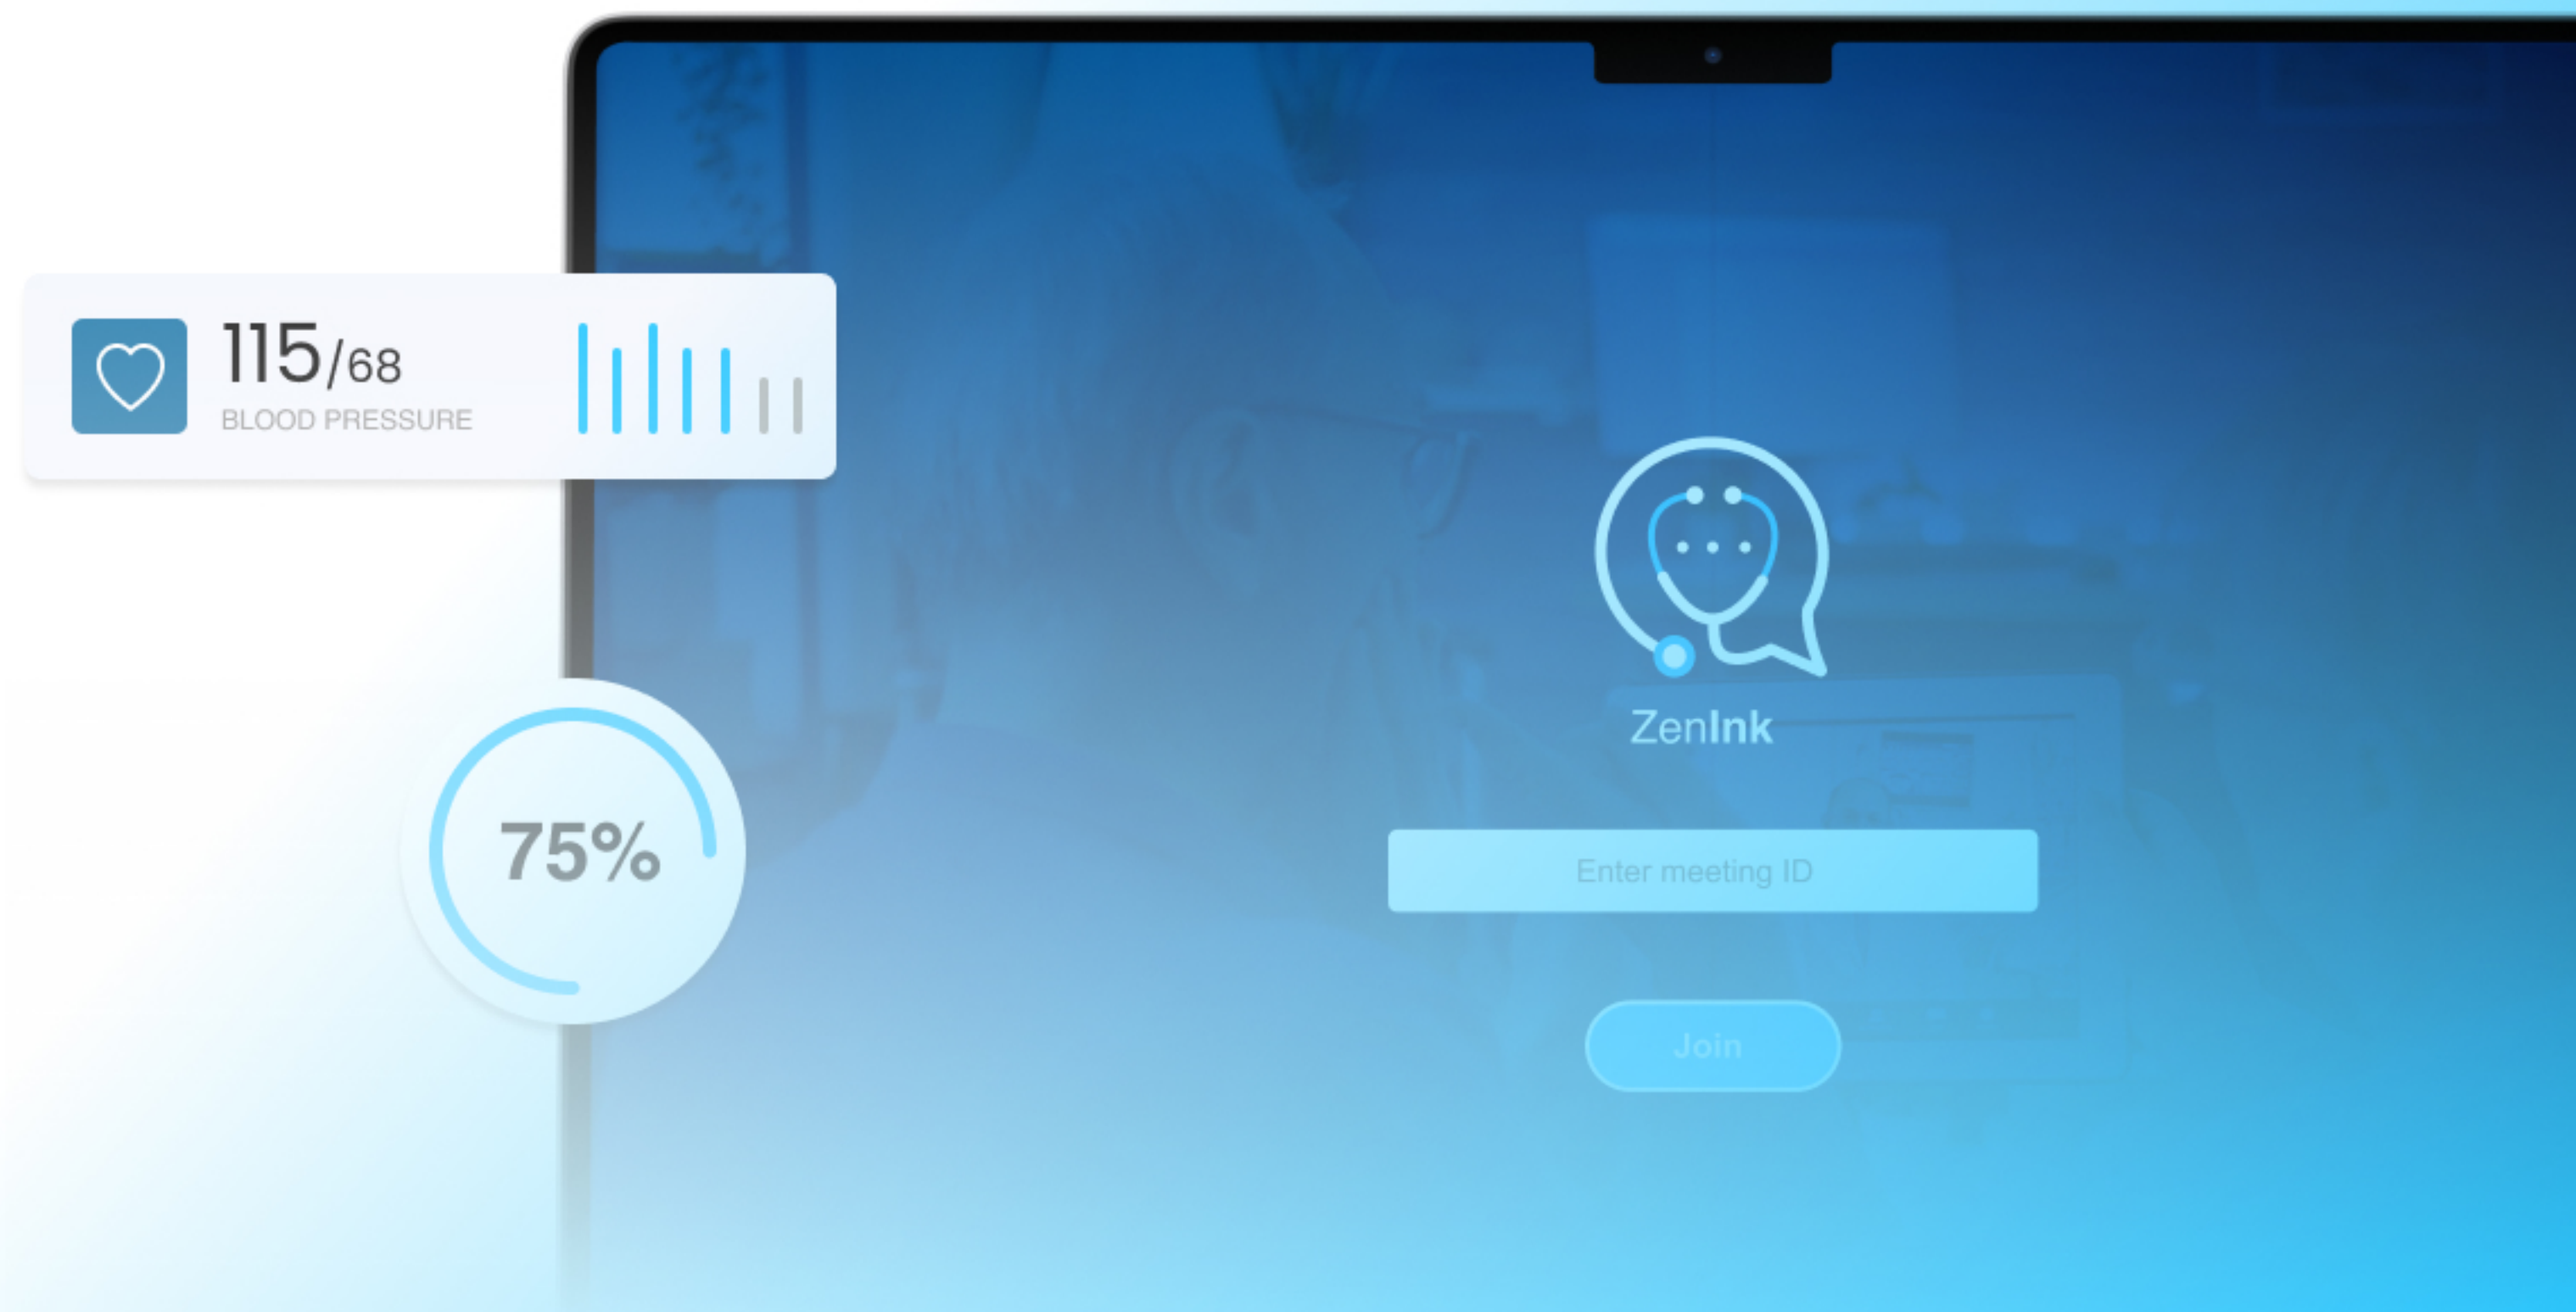 115/68
BLOOD PRESSURE
75%
ZenInk
Enter meeting ID
Join